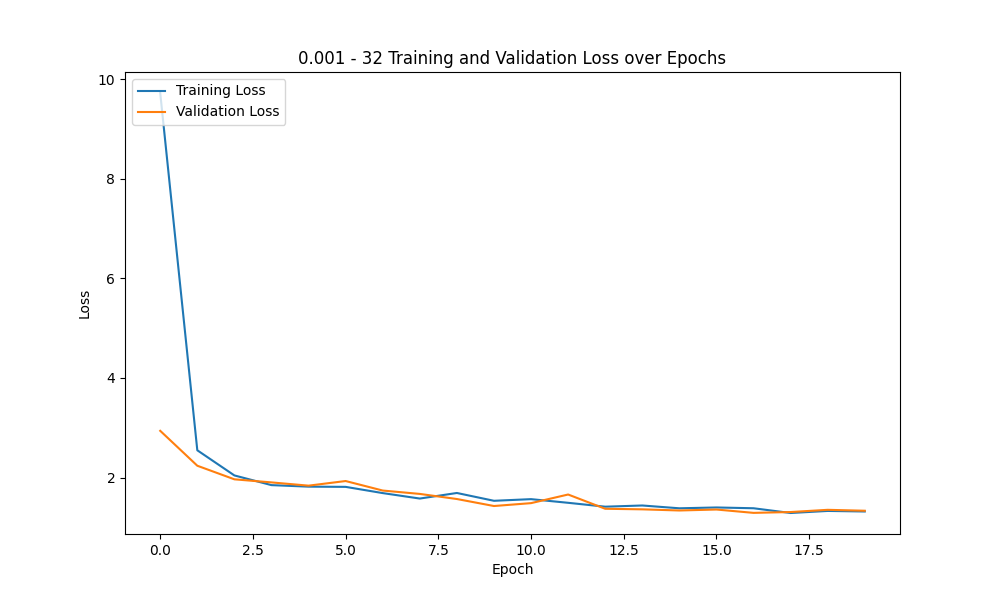 0.001 - 32 Training and Validation Loss over Epochs
Training Loss
Validation Loss
10
8
6
4
2
Loss
0.0 2.5 5.0 7.5 10.0 12.5 15.0 17.5
Epoch